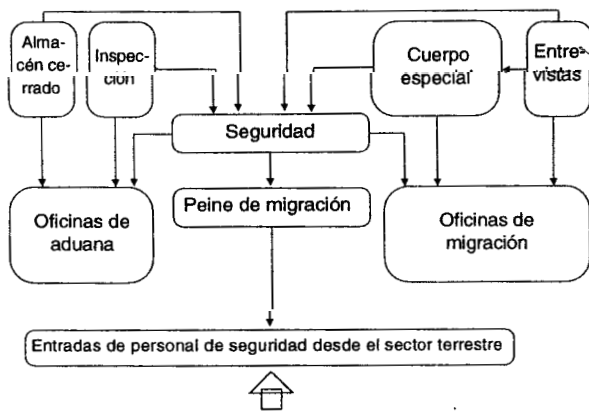 Alma-
cén ce-
rrado
Inspec-
ción
Cuerpo
especial
Entre-
vistas
Seguridad
Oficinas de
aduana
Peine de migración
Oficinas de
migración
Entradas de personal de seguridad desde el sector terrestre